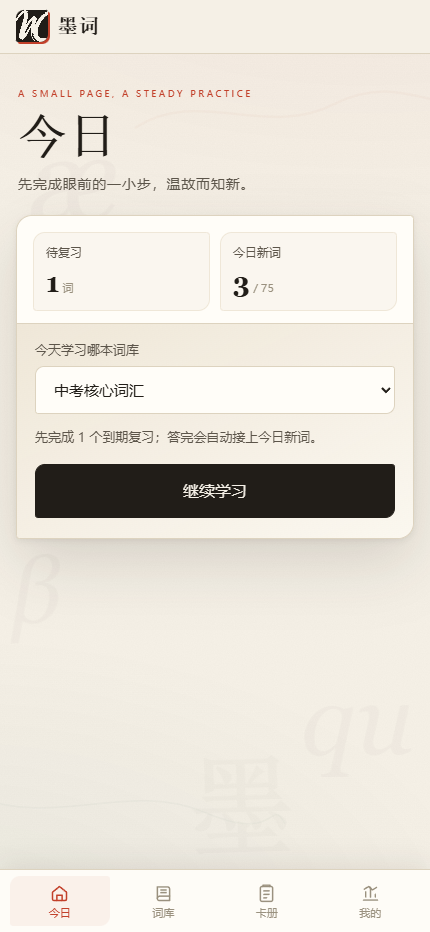 墨词
A SMALL PAGE, A STEADY PRACTICE
今日
先完成眼前的一小步，温故而知新。
待复习
1 词
今日新词
3 / 75
今天学习哪本词库
中考核心词汇
先完成 1 个到期复习；答完会自动接上今日新词。
继续学习
æ
β
qu
墨
今日
词库
卡册
我的